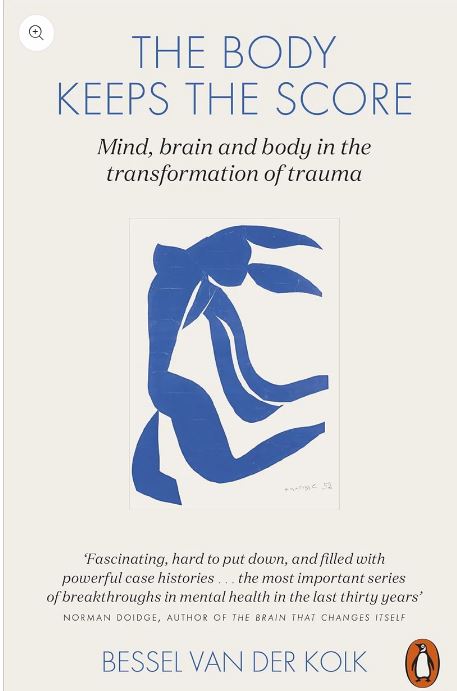 THE BODY
KEEPS THE SCORE
Mind, brain and body in the
transformation of trauma
‘Fascinating, hard to put down, and filled with
powerful case histories . . . the most important series
of breakthroughs in mental health in the last thirty years’
NORMAN DOIDGE, AUTHOR OF THE BRAIN THAT CHANGES ITSELF
BESSEL VAN DER KOLK